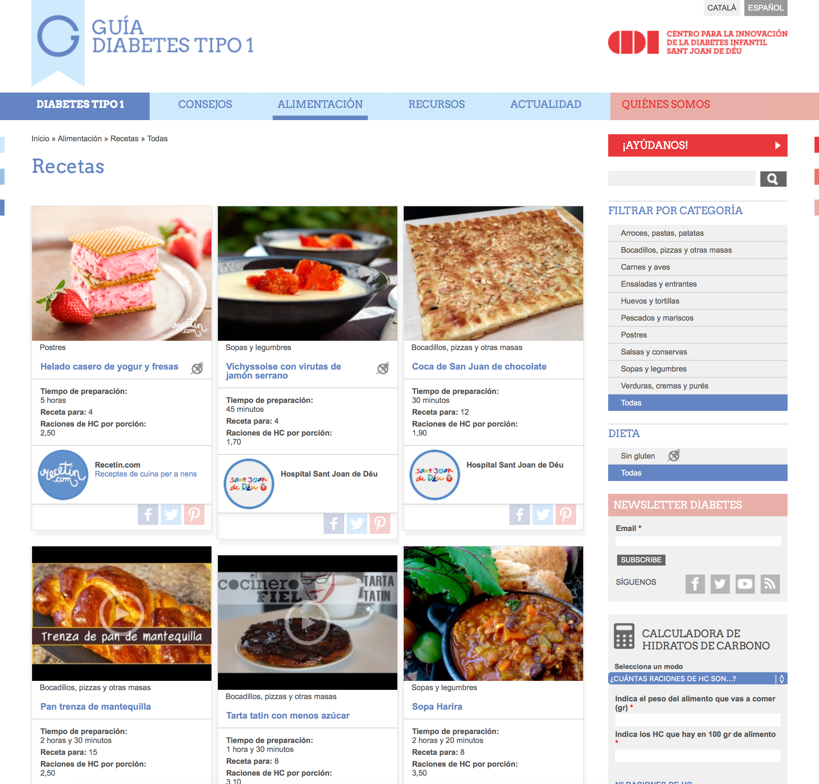 CATALÀ ESPAÑOL
GUÍA
DIABETES TIPO 1
CENTRO PARA LA INNOVACIÓN
DE LA DIABETES INFANTIL
SANT JOAN DE DÉU
DIABETES TIPO 1 CONSEJOS ALIMENTACIÓN RECURSOS ACTUALIDAD QUIÉNES SOMOS
Inicio » Alimentación » Recetas » Todas
Recetas
recetin
.com
Postres
Helado casero de yogur y fresas
Tiempo de preparación:
5 horas
Receta para: 4
Raciones de HC por porción:
2,50
recetin
.com
Recetin.com
Receptes de cuina per a nens
Sopas y legumbres
Vichyssoise con virutas de
jamón serrano
Tiempo de preparación:
45 minutos
Receta para: 4
Raciones de HC por porción:
1,70
Sant Joan
de Déu
Hospital Sant Joan de Déu
Bocadillos, pizzas y otras masas
Coca de San Juan de chocolate
Tiempo de preparación:
30 minutos
Receta para: 12
Raciones de HC por porción:
1,90
Sant Joan
de Déu
Hospital Sant Joan de Déu
Trenza de pan de mantequilla
Bocadillos, pizzas y otras masas
Pan trenza de mantequilla
Tiempo de preparación:
2 horas y 30 minutos
Receta para: 15
Raciones de HC por porción:
2,50
el cocinero
FIEL
TARTA
TATIN
Bocadillos, pizzas y otras masas
Tarta tatin con menos azúcar
Tiempo de preparación:
1 hora y 30 minutos
Receta para: 8
Raciones de HC por porción:
3,10
Sopas y legumbres
Sopa Harira
Tiempo de preparación:
2 horas y 20 minutos
Receta para: 8
Raciones de HC por porción:
3,50
¡AYÚDANOS!
FILTRAR POR CATEGORÍA
Arroces, pastas, patatas
Bocadillos, pizzas y otras masas
Carnes y aves
Ensaladas y entrantes
Huevos y tortillas
Pescados y mariscos
Postres
Salsas y conservas
Sopas y legumbres
Verduras, cremas y purés
Todas
DIETA
Sin gluten
Todas
NEWSLETTER DIABETES
Email *
SUBSCRIBE
SÍGUENOS
CALCULADORA DE
HIDRATOS DE CARBONO
Selecciona un modo
¿CUÁNTAS RACIONES DE HC SON...?
Indica el peso del alimento que vas a comer
(gr) *
Indica los HC que hay en 100 gr de alimento
*